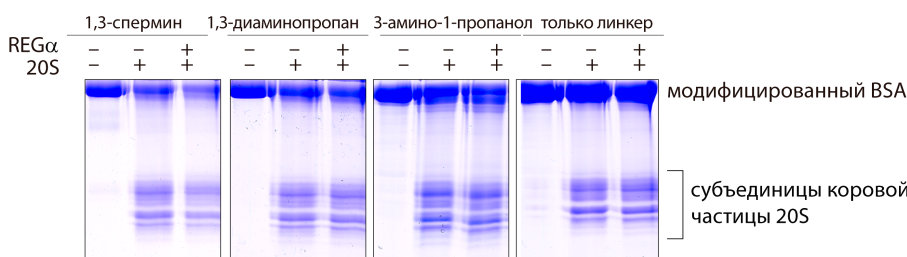 1,3-спермин 1,3-диаминопропан 3-амино-1-пропанол только линкер
REGα – – + – – + – – + – – +
20S – + + – + + – + + – + +
модифицированный BSA
субъединицы коровой
частицы 20S